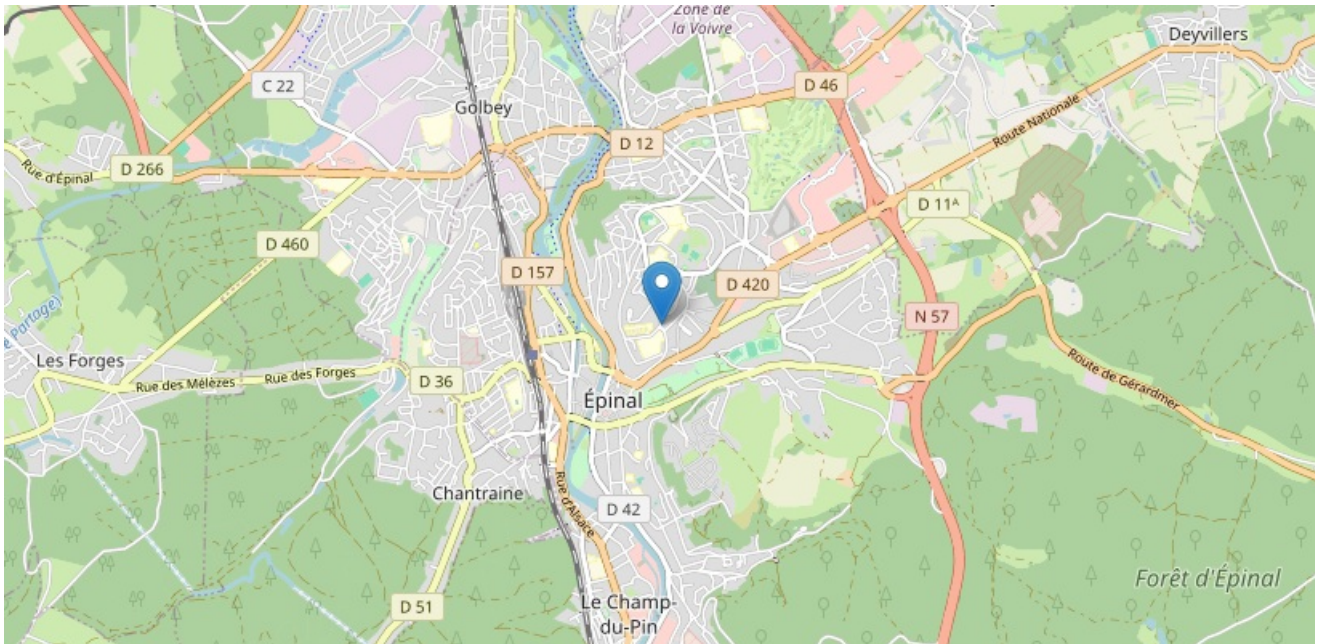 Zone de
la Voivre
Deyvillers
C 22
D 46
Golbey
Route Nationale
D 12
Rue d'Épinal
D 266
D 11ᴬ
D 460
D 157
D 420
N 57
Partage)
Les Forges
Rue des Mélèzes
Rue des Forges
D 36
Route de Gérardmer
Épinal
Chantraine
Rue d'Alsace
D 42
Forêt d'Épinal
D 51
Le Champ-
du-Pin